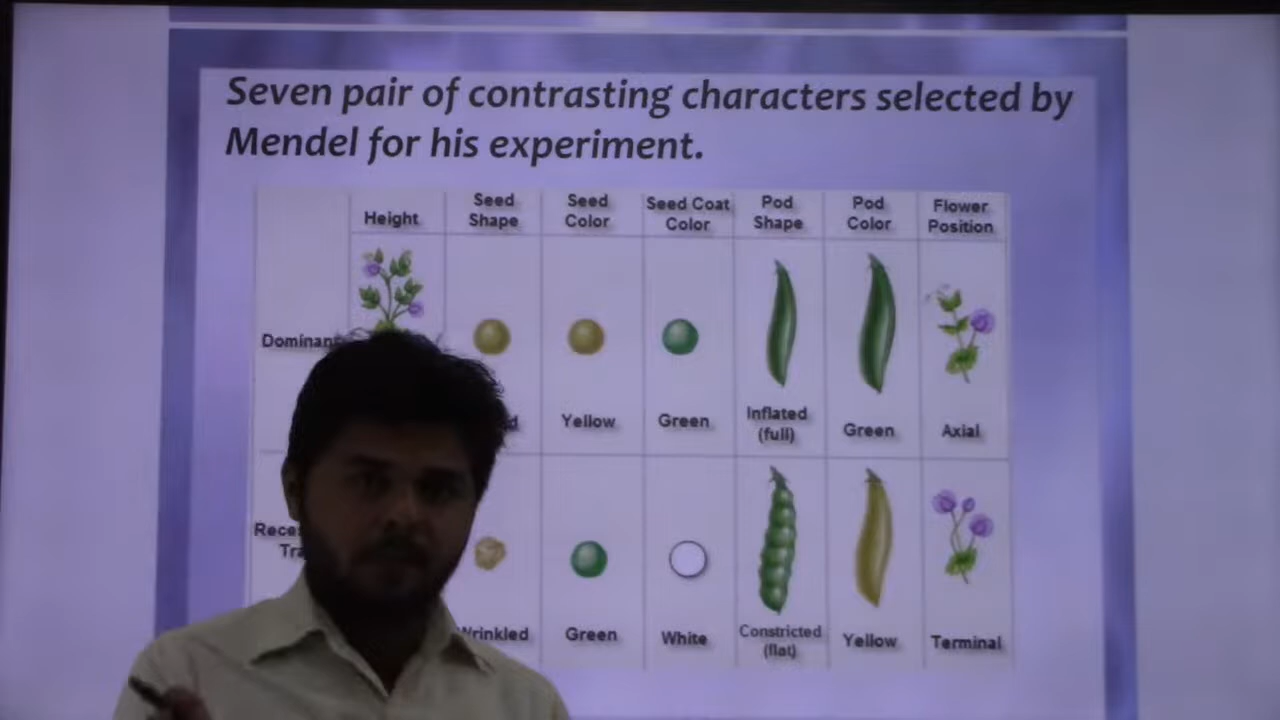 Seven pair of contrasting characters selected by
Mendel for his experiment.
Height
Seed
Shape
Seed
Color
Seed Coat
Color
Pod
Shape
Pod
Color
Flower
Position
Yellow
Green
Inflated
(full)
Green
Axial
Wrinkled
Green
White
Constricted
(flat)
Yellow
Terminal